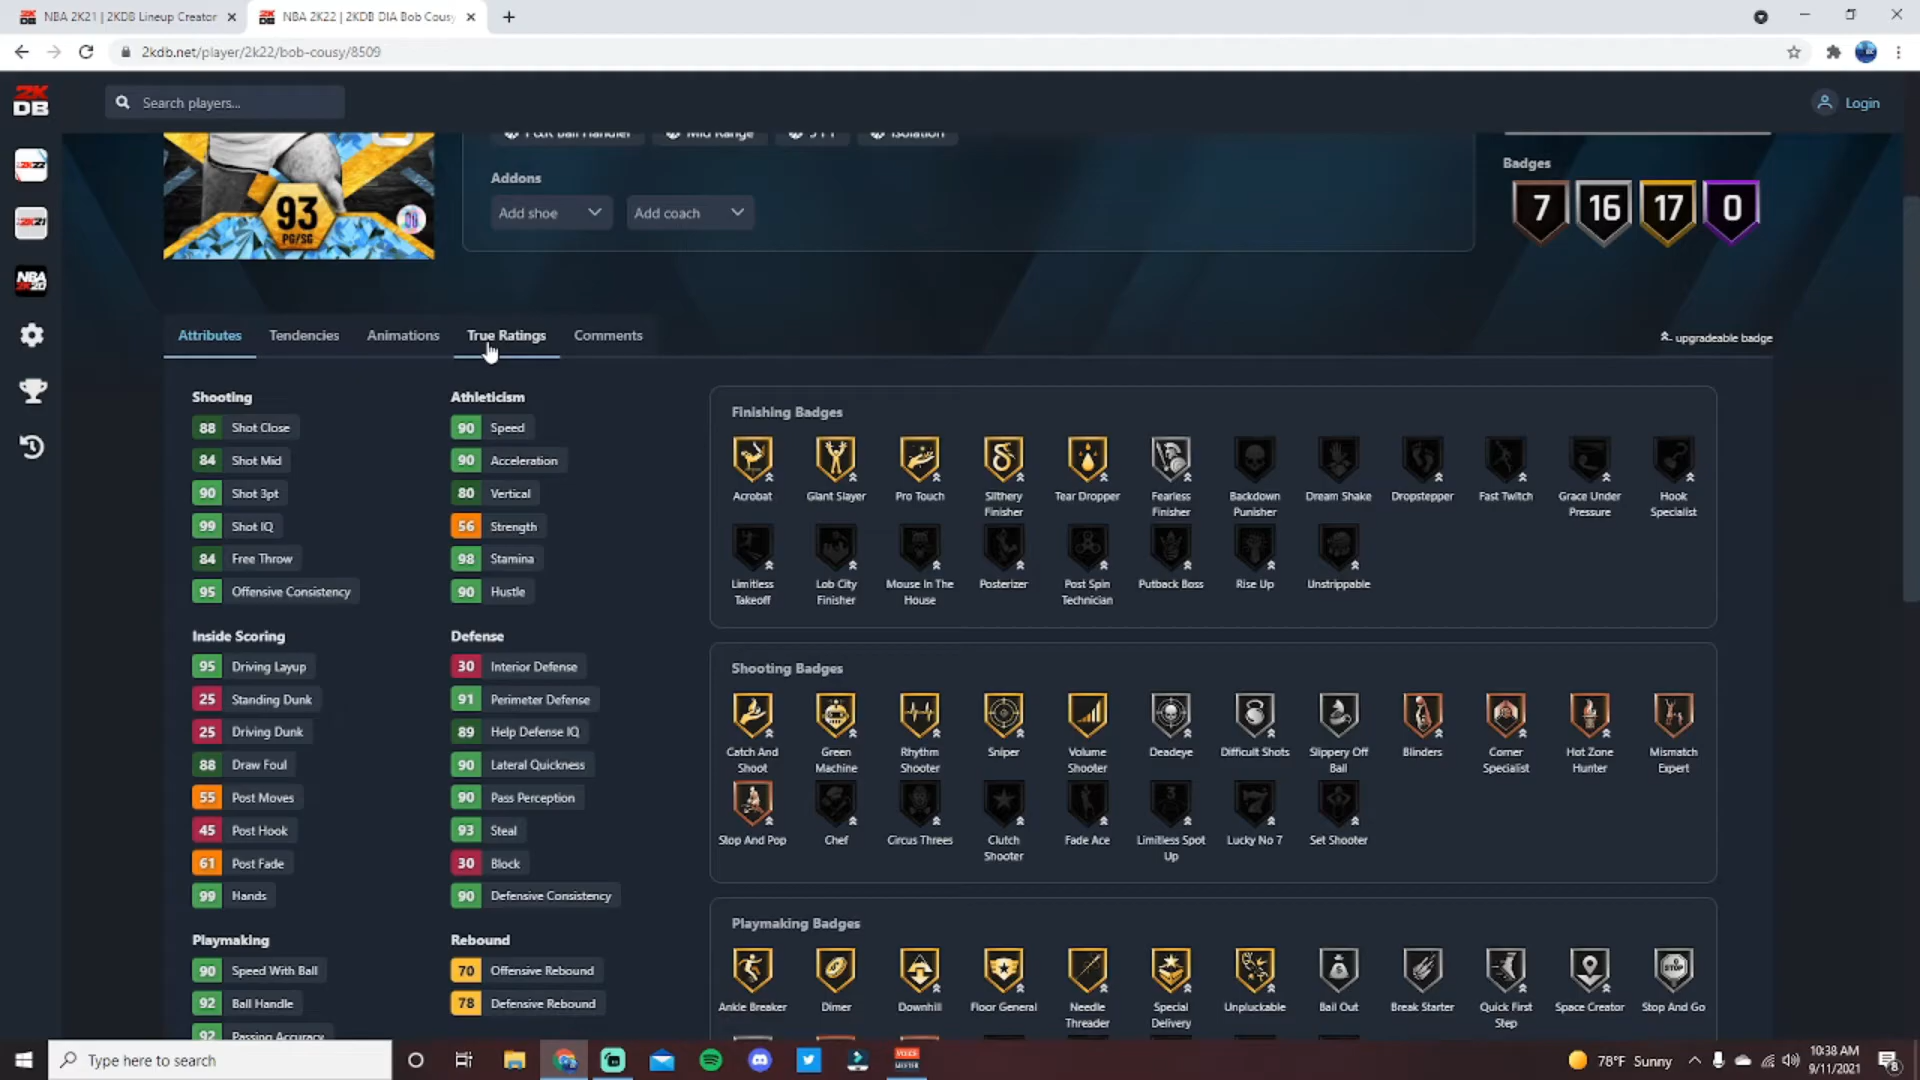 NBA 2K21 | 2KDB Lineup Creator
NBA 2K22 | 2KDB DIA Bob Cousy
2kdb.net/player/2k22/bob-cousy/8509
2K
DB
Search players...
Login
2K22
2K21
NBA
2K20
93
PG/SG
Mid Range
Isolation
Addons
Add shoe
Add coach
Badges
7 16 17 0
Attributes Tendencies Animations True Ratings Comments
upgradeable badge
Shooting
88 Shot Close
84 Shot Mid
90 Shot 3pt
99 Shot IQ
84 Free Throw
95 Offensive Consistency
Inside Scoring
95 Driving Layup
25 Standing Dunk
25 Driving Dunk
88 Draw Foul
55 Post Moves
45 Post Hook
61 Post Fade
99 Hands
Playmaking
90 Speed With Ball
92 Ball Handle
92 Passing Accuracy
Athleticism
90 Speed
90 Acceleration
80 Vertical
56 Strength
98 Stamina
90 Hustle
Defense
30 Interior Defense
91 Perimeter Defense
89 Help Defense IQ
90 Lateral Quickness
90 Pass Perception
93 Steal
30 Block
90 Defensive Consistency
Rebound
70 Offensive Rebound
78 Defensive Rebound
Finishing Badges
Acrobat
Giant Slayer
Pro Touch
Slithery Finisher
Tear Dropper
Fearless Finisher
Backdown Punisher
Dream Shake
Dropstepper
Fast Twitch
Grace Under Pressure
Hook Specialist
Limitless Takeoff
Lob City Finisher
Mouse In The House
Posterizer
Post Spin Technician
Putback Boss
Rise Up
Unstrippable
Shooting Badges
Catch And Shoot
Green Machine
Rhythm Shooter
Sniper
Volume Shooter
Deadeye
Difficult Shots
Slippery Off Ball
Blinders
Corner Specialist
Hot Zone Hunter
Mismatch Expert
Stop And Pop
Chef
Circus Threes
Clutch Shooter
Fade Ace
Limitless Spot Up
Lucky No 7
Set Shooter
Playmaking Badges
Ankle Breaker
Dimer
Downhill
Floor General
Needle Threader
Special Delivery
Unpluckable
Bail Out
Break Starter
Quick First Step
Space Creator
Stop And Go
Type here to search
78°F Sunny
10:38 AM
9/11/2021
8